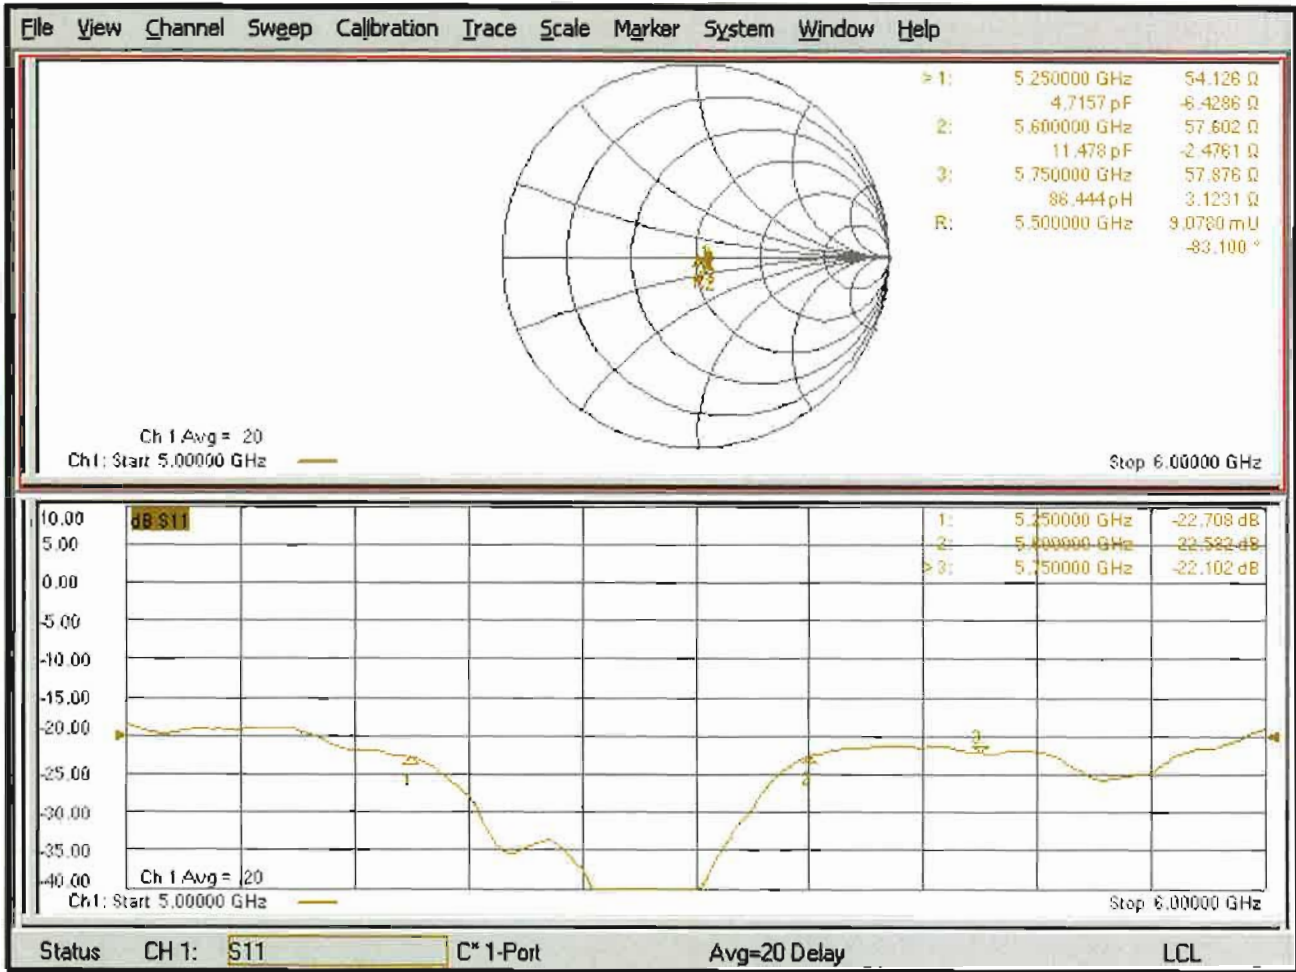 File View Channel Sweep Calibration Trace Scale Marker System Window Help
> 1: 5.250000 GHz 54.126 Ω
4.7157 pF -6.4286 Ω
2: 5.600000 GHz 57.602 Ω
11.478 pF -2.4761 Ω
3: 5.750000 GHz 57.876 Ω
86.444 pH 3.1231 Ω
R: 5.500000 GHz 9.0780 mU
-83.100 °
Ch 1 Avg = 20
Ch1: Start 5.00000 GHz
Stop 6.00000 GHz
10.00 dB S11
5.00
0.00
-5.00
-10.00
-15.00
-20.00
-25.00
-30.00
-35.00
-40.00
1: 5.250000 GHz -22.708 dB
2: 5.600000 GHz -22.582 dB
> 3: 5.750000 GHz -22.102 dB
1
2
3
Ch 1 Avg = 20
Ch1: Start 5.00000 GHz
Stop 6.00000 GHz
Status CH 1: S11 C* 1-Port Avg=20 Delay LCL